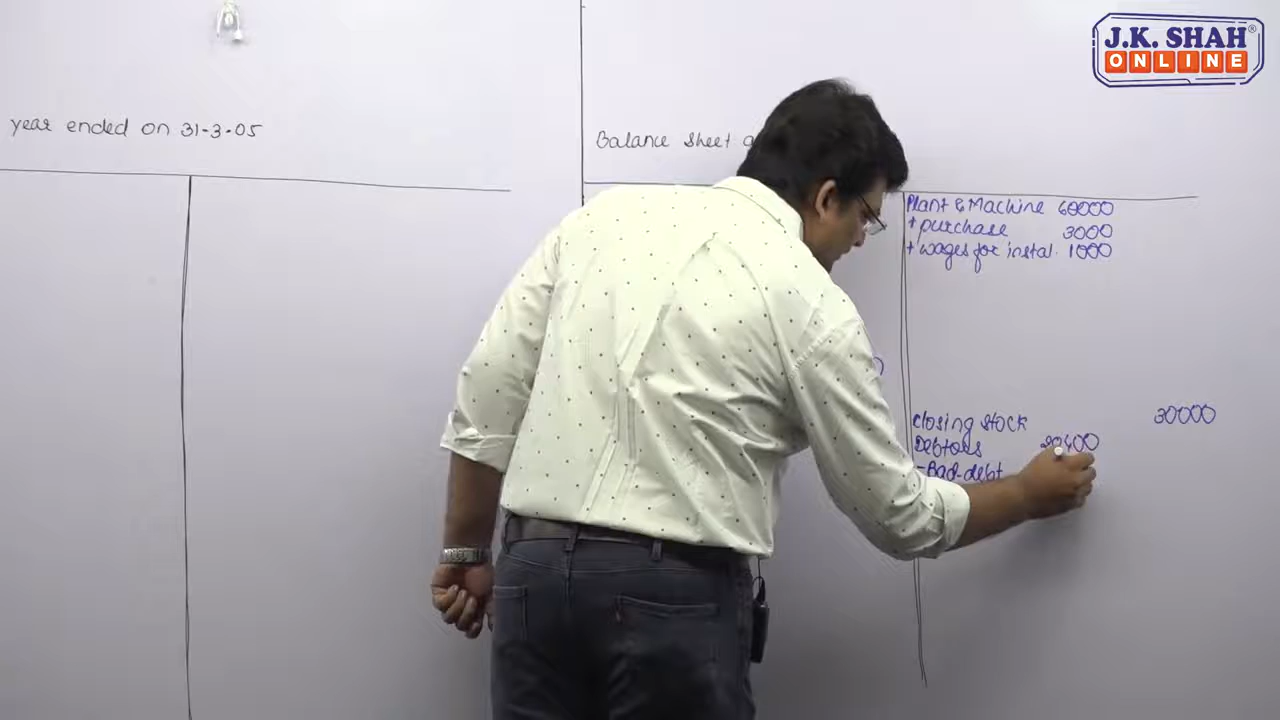 J.K. SHAH®
ONLINE
year ended on 31-3-05
Balance Sheet a
Plant & Machine 60000
+ purchase 3000
+ wages for instal. 1000
Closing Stock 30000
Debtors 20400
- Bad-debt